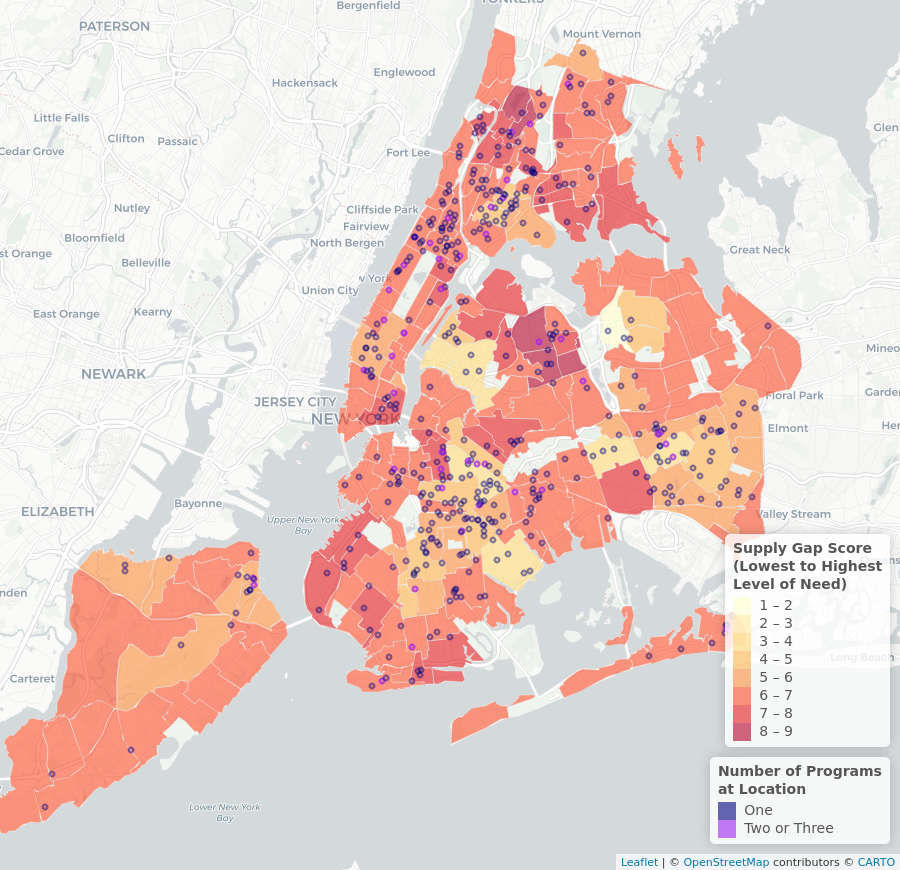 YONKERS
Bergenfield
PATERSON
Mount Vernon
Englewood
Hackensack
Little Falls
Clifton
Passaic
Glen
Cedar Grove
Fort Lee
Nutley
Cliffside Park
Fairview
Bloomfield
North Bergen
st Orange
Belleville
Great Neck
w York
Union City
East Orange
Kearny
Mineo
NEWARK
Garde
Floral Park
JERSEY CITY
NEW YORK
Elmont
He
ELIZABETH
Bayonne
Valley Stream
Upper New York
Bay
nden
Carteret
Long Beach
Lower New York
Bay
Supply Gap Score
(Lowest to Highest
Level of Need)
1 – 2
2 – 3
3 – 4
4 – 5
5 – 6
6 – 7
7 – 8
8 – 9
Number of Programs
at Location
One
Two or Three
Leaflet | © OpenStreetMap contributors © CARTO